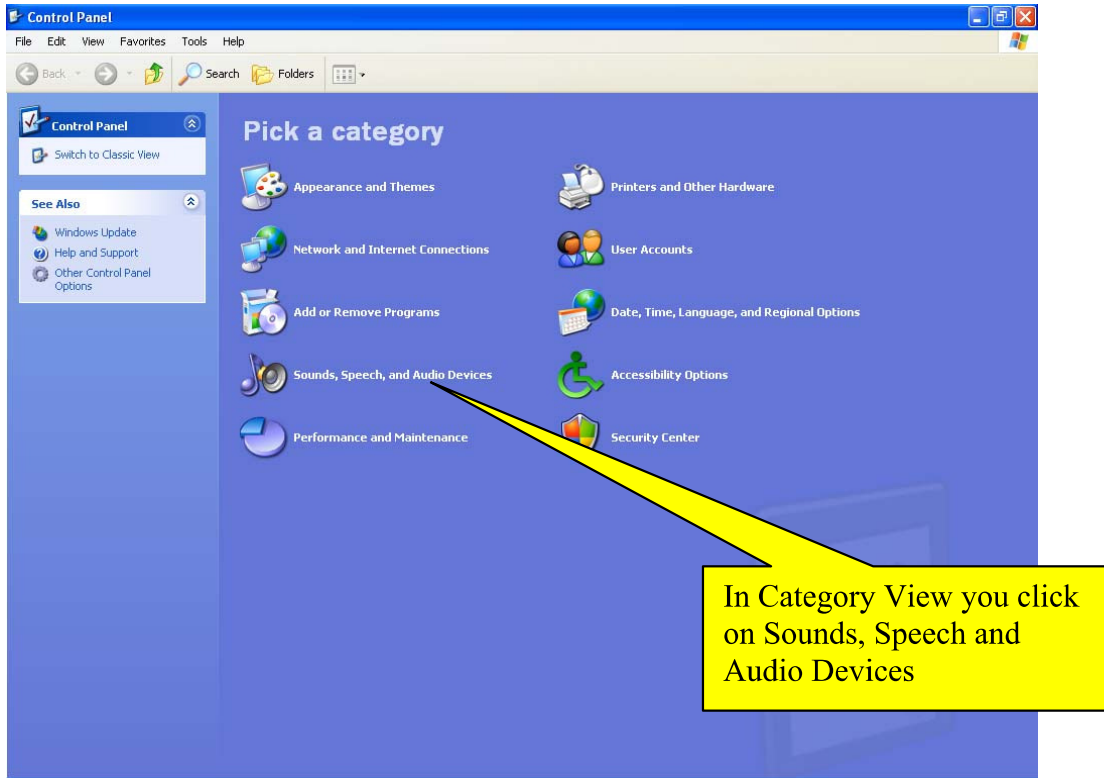 Control Panel
File Edit View Favorites Tools Help
Back Search Folders
Control Panel
Switch to Classic View
See Also
Windows Update
Help and Support
Other Control Panel
Options
Pick a category
Appearance and Themes
Printers and Other Hardware
Network and Internet Connections
User Accounts
Add or Remove Programs
Date, Time, Language, and Regional Options
Sounds, Speech, and Audio Devices
Accessibility Options
Performance and Maintenance
Security Center
In Category View you click
on Sounds, Speech and
Audio Devices